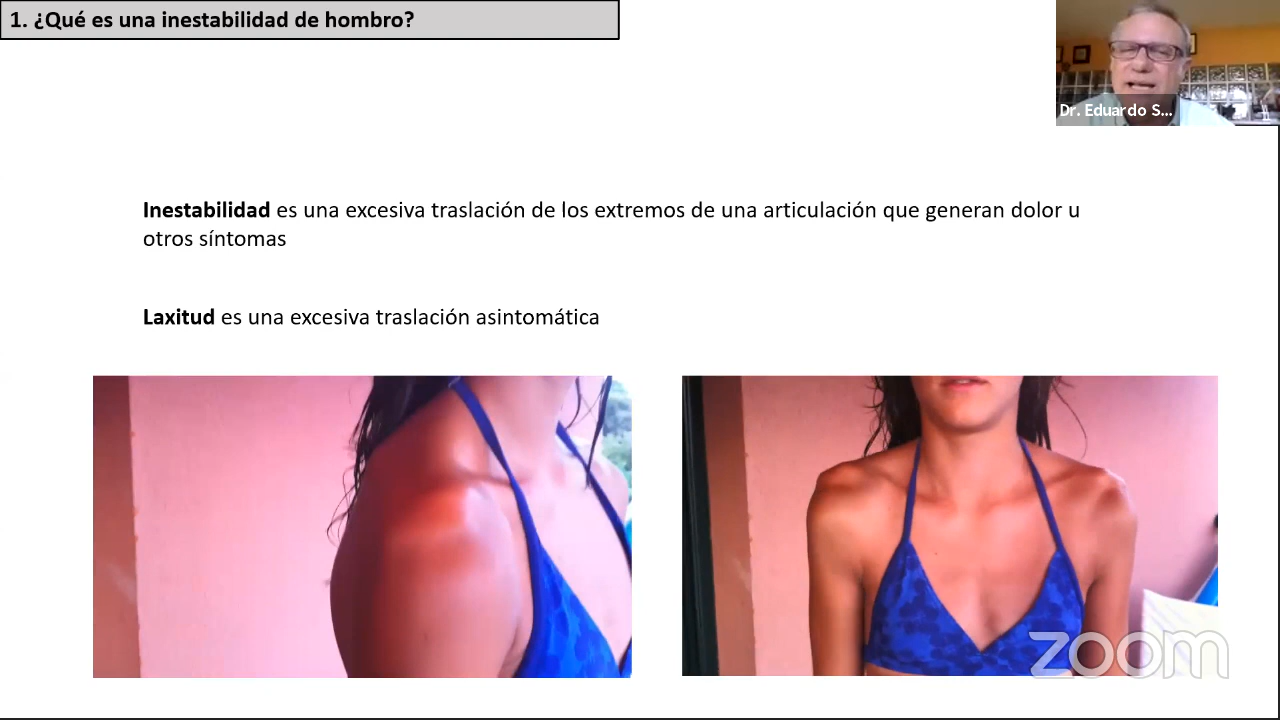 1. ¿Qué es una inestabilidad de hombro?
Dr. Eduardo S...
Inestabilidad es una excesiva traslación de los extremos de una articulación que generan dolor u
otros síntomas
Laxitud es una excesiva traslación asintomática
zoom